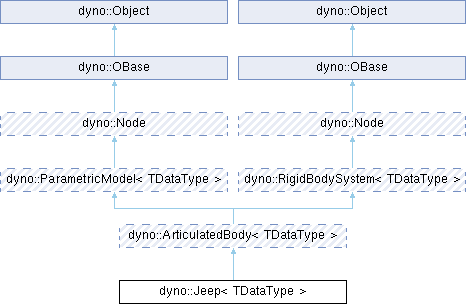 dyno::Object
dyno::Object
dyno::OBase
dyno::OBase
dyno::Node
dyno::Node
dyno::ParametricModel< TDataType >
dyno::RigidBodySystem< TDataType >
dyno::ArticulatedBody< TDataType >
dyno::Jeep< TDataType >